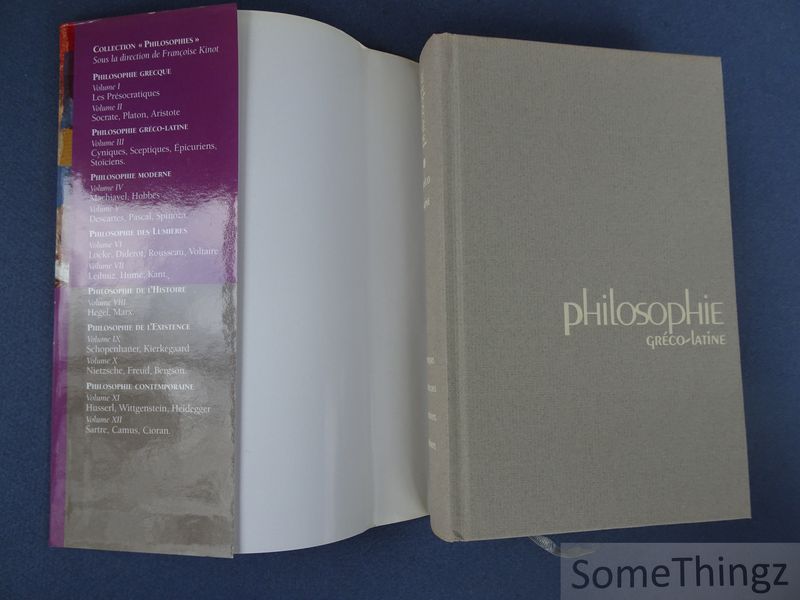 Collection « Philosophies »
Sous la direction de Françoise Kinot
Philosophie grecque
Volume I
Les Présocratiques
Volume II
Socrate, Platon, Aristote
Philosophie gréco-latine
Volume III
Cyniques, Sceptiques, Épicuriens,
Stoïciens.
Philosophie moderne
Volume IV
Machiavel, Hobbes
Volume V
Descartes, Pascal, Spinoza.
Philosophie des Lumières
Volume VI
Locke, Diderot, Rousseau, Voltaire
Volume VII
Leibniz, Hume, Kant.
Philosophie de l'Histoire
Volume VIII
Hegel, Marx.
Philosophie de l'Existence
Volume IX
Schopenhauer, Kierkegaard
Volume X
Nietzsche, Freud, Bergson.
Philosophie contemporaine
Volume XI
Husserl, Wittgenstein, Heidegger
Volume XII
Sartre, Camus, Cioran.
philosophie
gréco-latine
SomeThingz